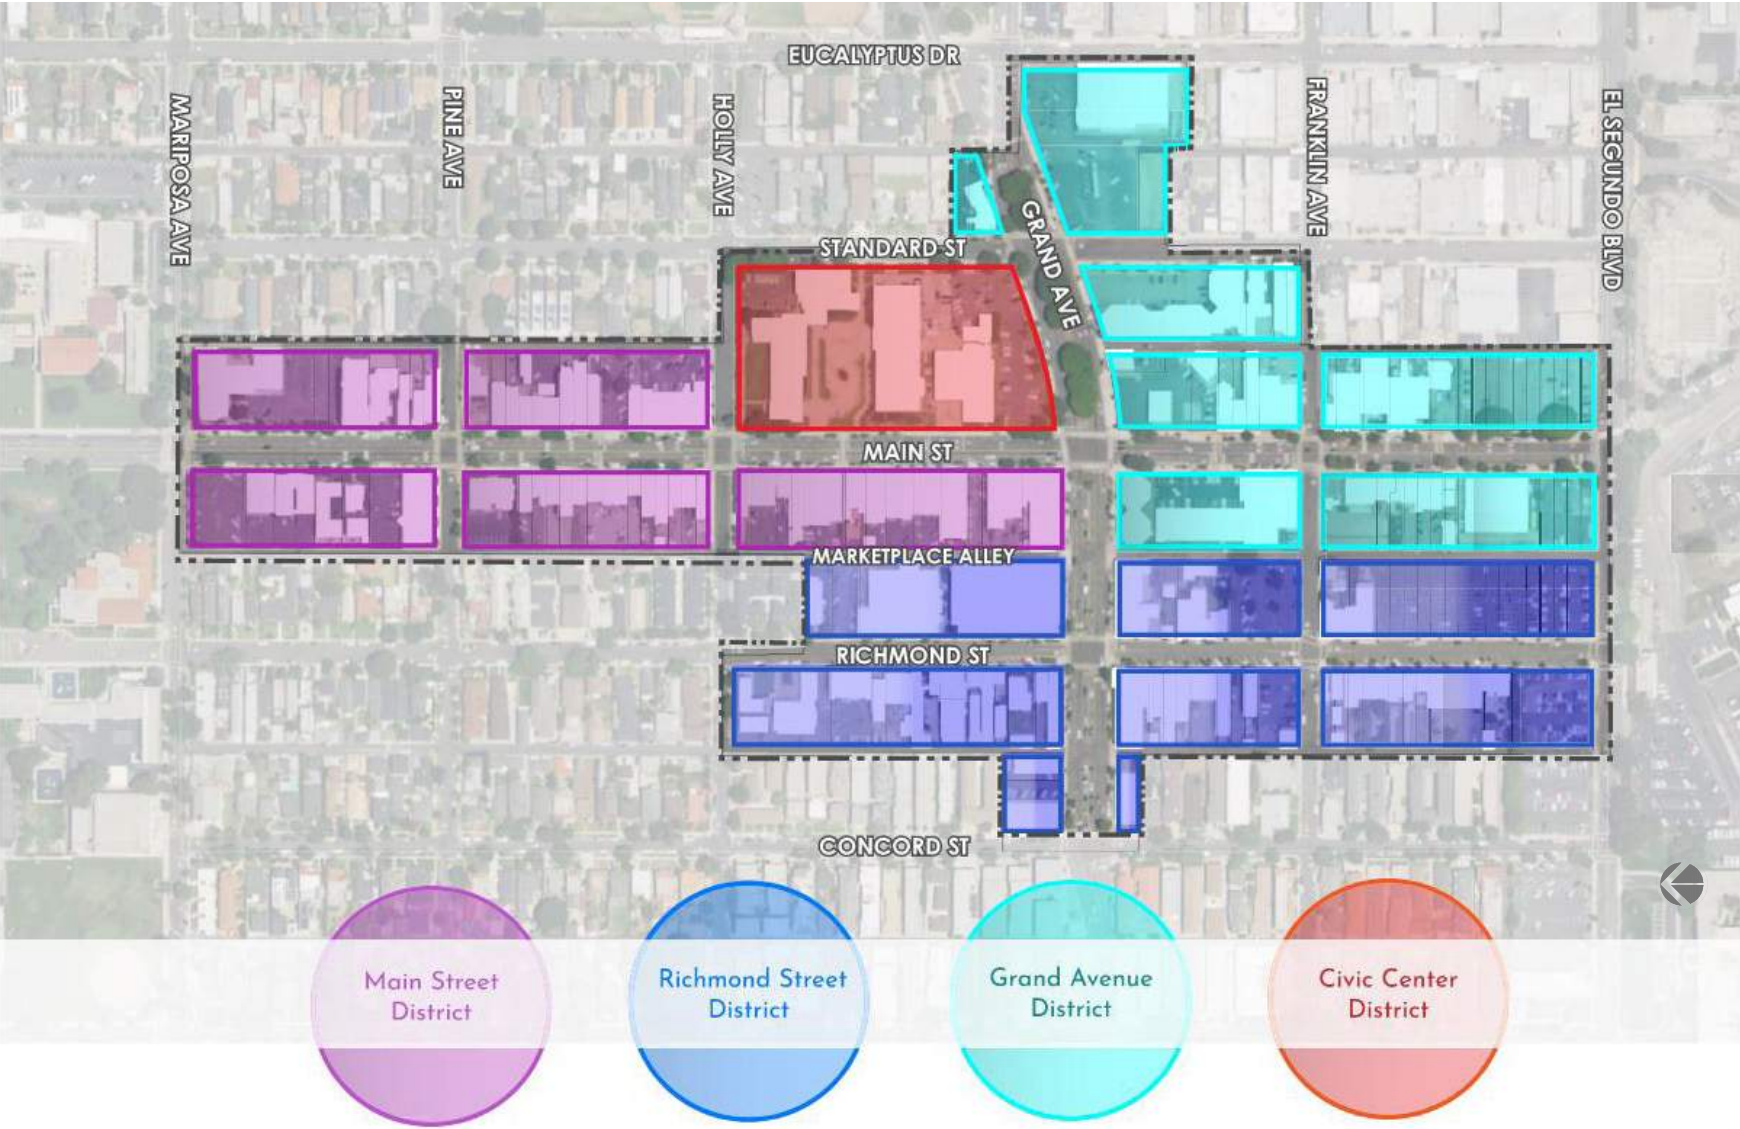 EUCALYPTUS DR
MARIPOSA AVE
PINE AVE
HOLLY AVE
FRANKLIN AVE
EL SEGUNDO BLVD
GRAND AVE
STANDARD ST
MAIN ST
MARKETPLACE ALLEY
RICHMOND ST
CONCORD ST
Main Street
District
Richmond Street
District
Grand Avenue
District
Civic Center
District